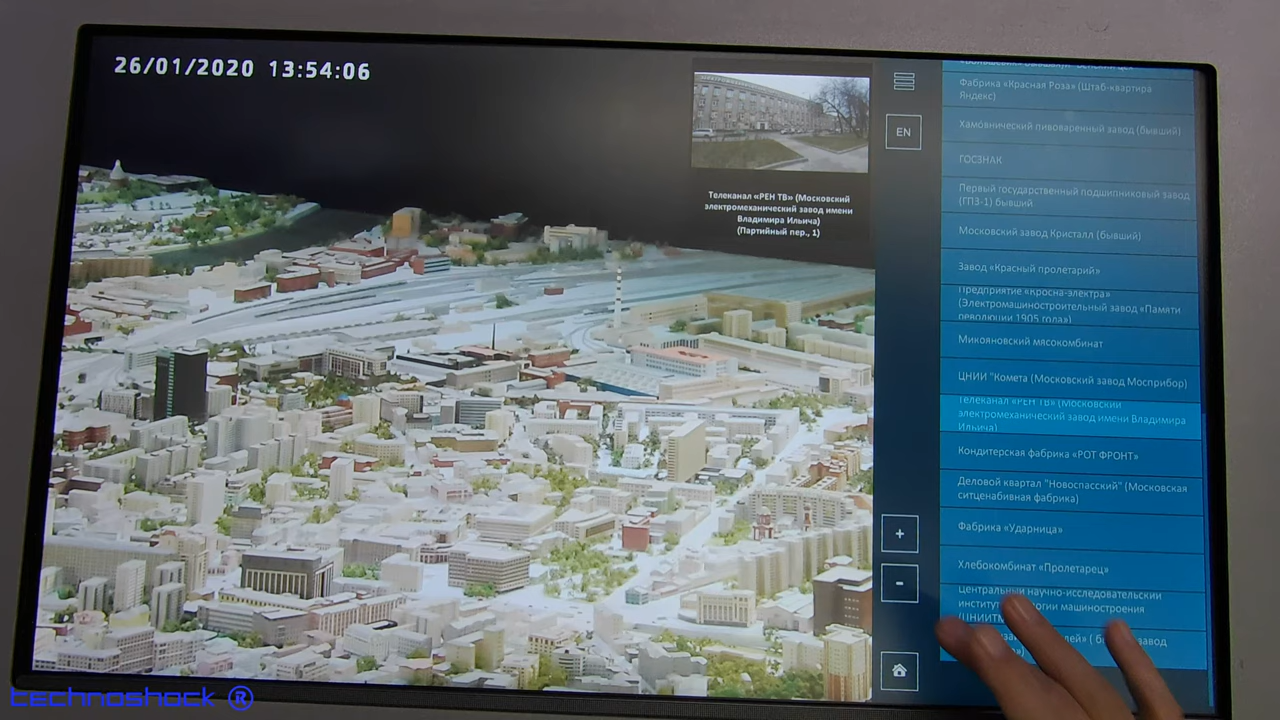 26/01/2020 13:54:06
Телеканал «РЕН ТВ» (Московский
электромеханический завод имени
Владимира Ильича)
(Партийный пер., 1)
EN
Фабрика «Красная Роза» (Штаб-квартира
Яндекс)
Хамовнический пивоваренный завод (бывший)
ГОСЗНАК
Первый государственный подшипниковый завод
(ГПЗ-1) бывший
Московский завод Кристалл (бывший)
Завод «Красный пролетарий»
Предприятие «Кросна-электра»
(Электромашиностроительный завод «Памяти
революции 1905 года»)
Микояновский мясокомбинат
ЦНИИ "Комета (Московский завод Мосприбор)
Телеканал «РЕН ТВ» (Московский
электромеханический завод имени Владимира
Ильича)
Кондитерская фабрика «РОТ ФРОНТ»
Деловой квартал "Новоспасский" (Московская
ситценабивная фабрика)
Фабрика «Ударница»
Хлебокомбинат «Пролетарец»
Центральный научно-исследовательский
институт машиностроения
завод
+
-
technoshock ®